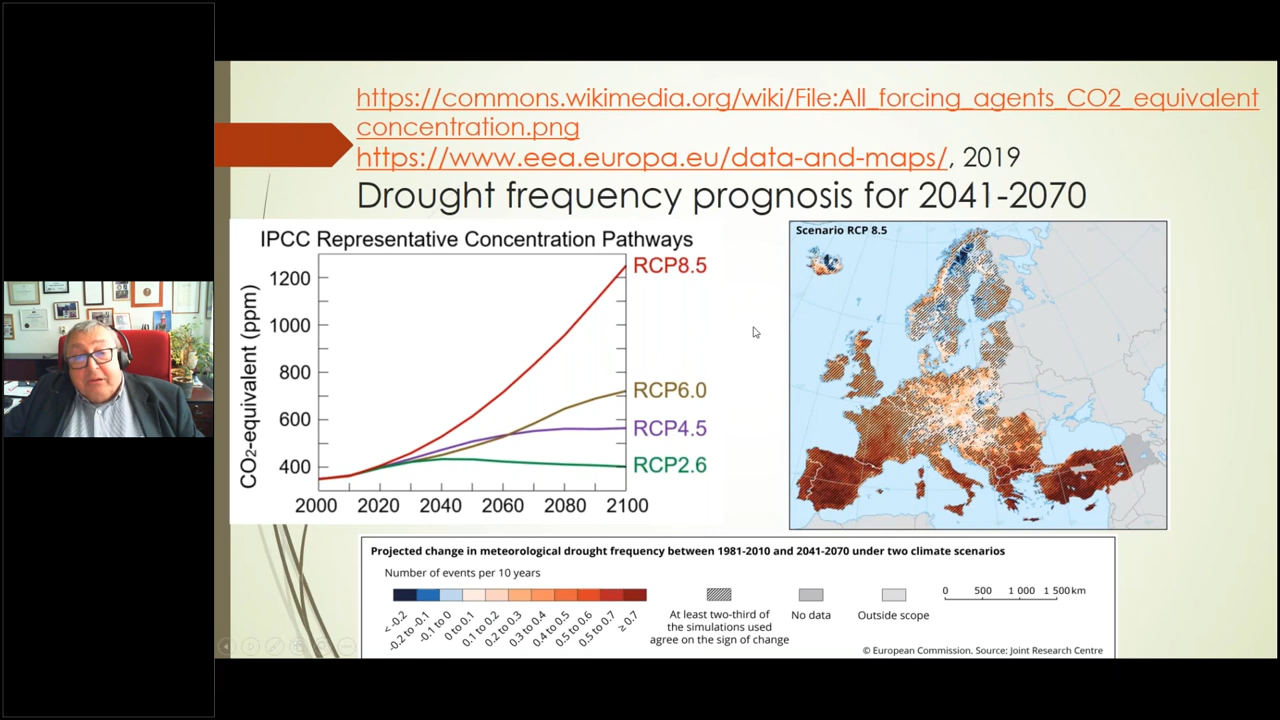 https://commons.wikimedia.org/wiki/File:All_forcing_agents_CO2_equivalent
concentration.png
https://www.eea.europa.eu/data-and-maps/, 2019
Drought frequency prognosis for 2041-2070
IPCC Representative Concentration Pathways
CO₂-equivalent (ppm)
1200
1000
800
600
400
2000 2020 2040 2060 2080 2100
RCP8.5
RCP6.0
RCP4.5
RCP2.6
Scenario RCP 8.5
Projected change in meteorological drought frequency between 1981-2010 and 2041-2070 under two climate scenarios
Number of events per 10 years
< -0.2
-0.2 to -0.1
-0.1 to 0
0 to 0.1
0.1 to 0.2
0.2 to 0.3
0.3 to 0.4
0.4 to 0.5
0.5 to 0.6
0.5 to 0.7
≥ 0.7
At least two-third of
the simulations used
agree on the sign of change
No data
Outside scope
0 500 1 000 1 500 km
© European Commission. Source: Joint Research Centre